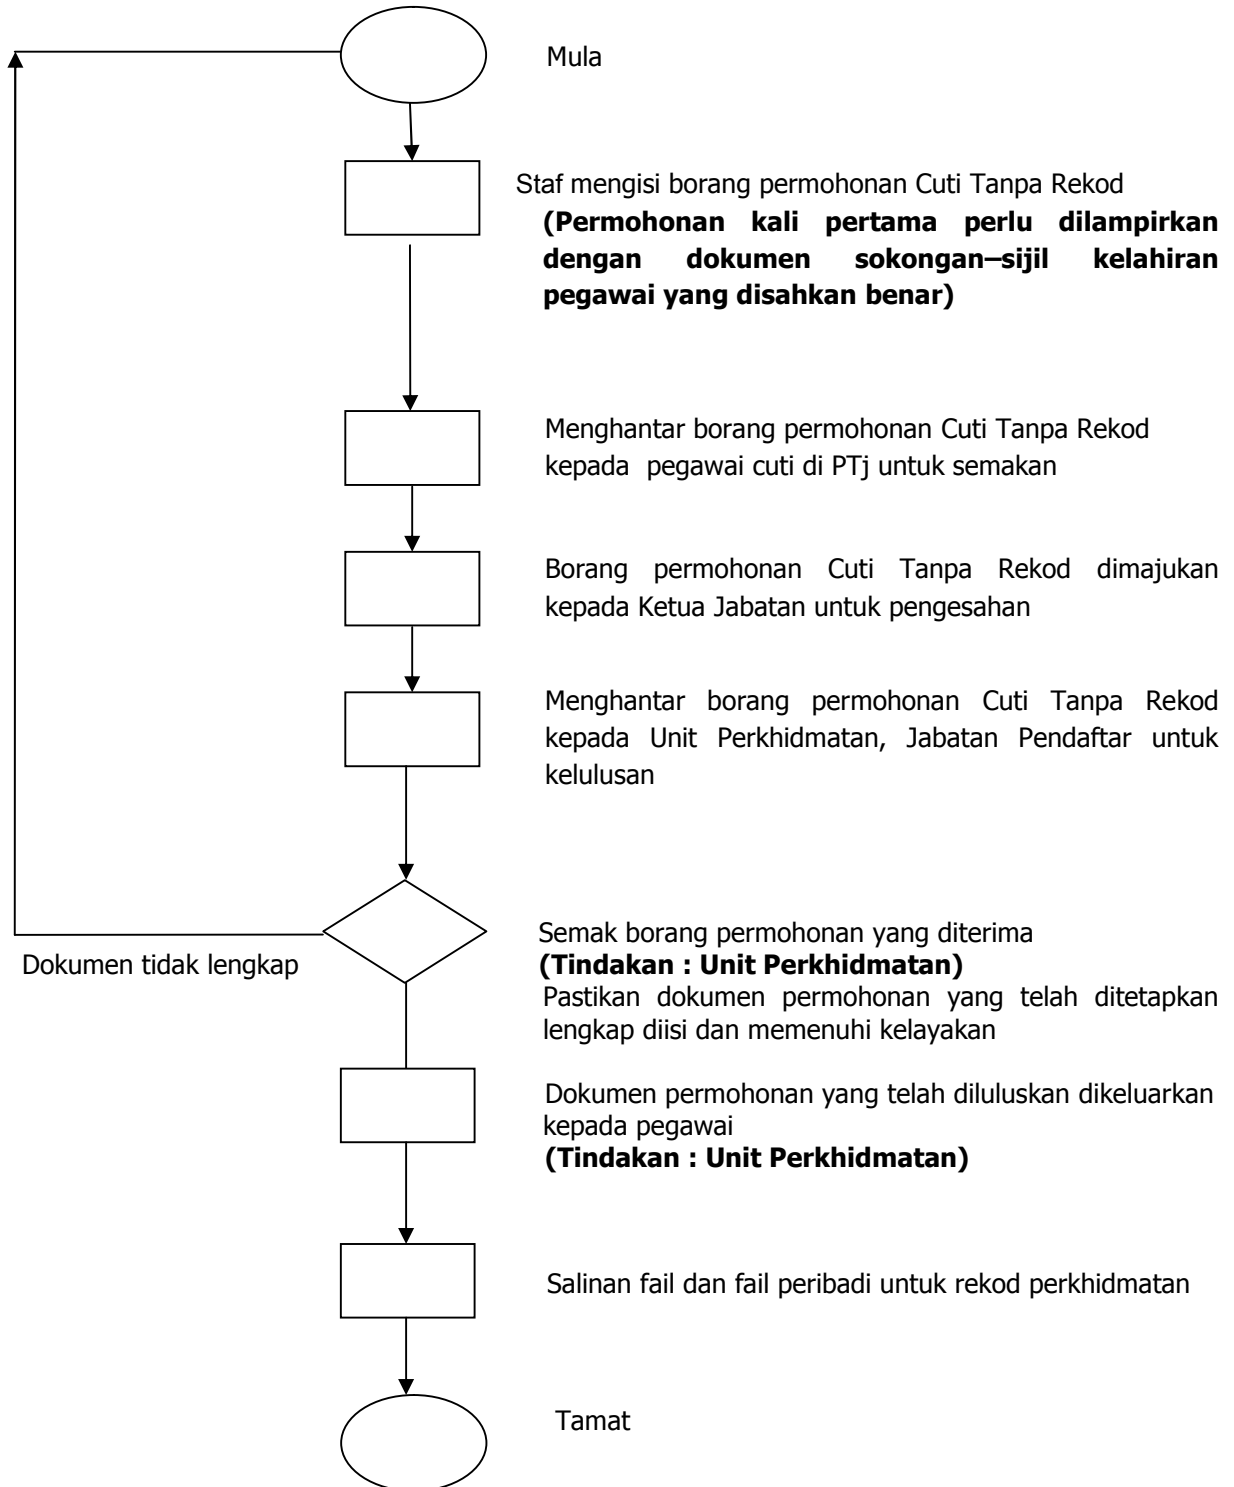 Mula
Staf mengisi borang permohonan Cuti Tanpa Rekod
(Permohonan kali pertama perlu dilampirkan
dengan dokumen sokongan–sijil kelahiran
pegawai yang disahkan benar)
Menghantar borang permohonan Cuti Tanpa Rekod
kepada pegawai cuti di PTj untuk semakan
Borang permohonan Cuti Tanpa Rekod dimajukan
kepada Ketua Jabatan untuk pengesahan
Menghantar borang permohonan Cuti Tanpa Rekod
kepada Unit Perkhidmatan, Jabatan Pendaftar untuk
kelulusan
Dokumen tidak lengkap
Semak borang permohonan yang diterima
(Tindakan : Unit Perkhidmatan)
Pastikan dokumen permohonan yang telah ditetapkan
lengkap diisi dan memenuhi kelayakan
Dokumen permohonan yang telah diluluskan dikeluarkan
kepada pegawai
(Tindakan : Unit Perkhidmatan)
Salinan fail dan fail peribadi untuk rekod perkhidmatan
Tamat